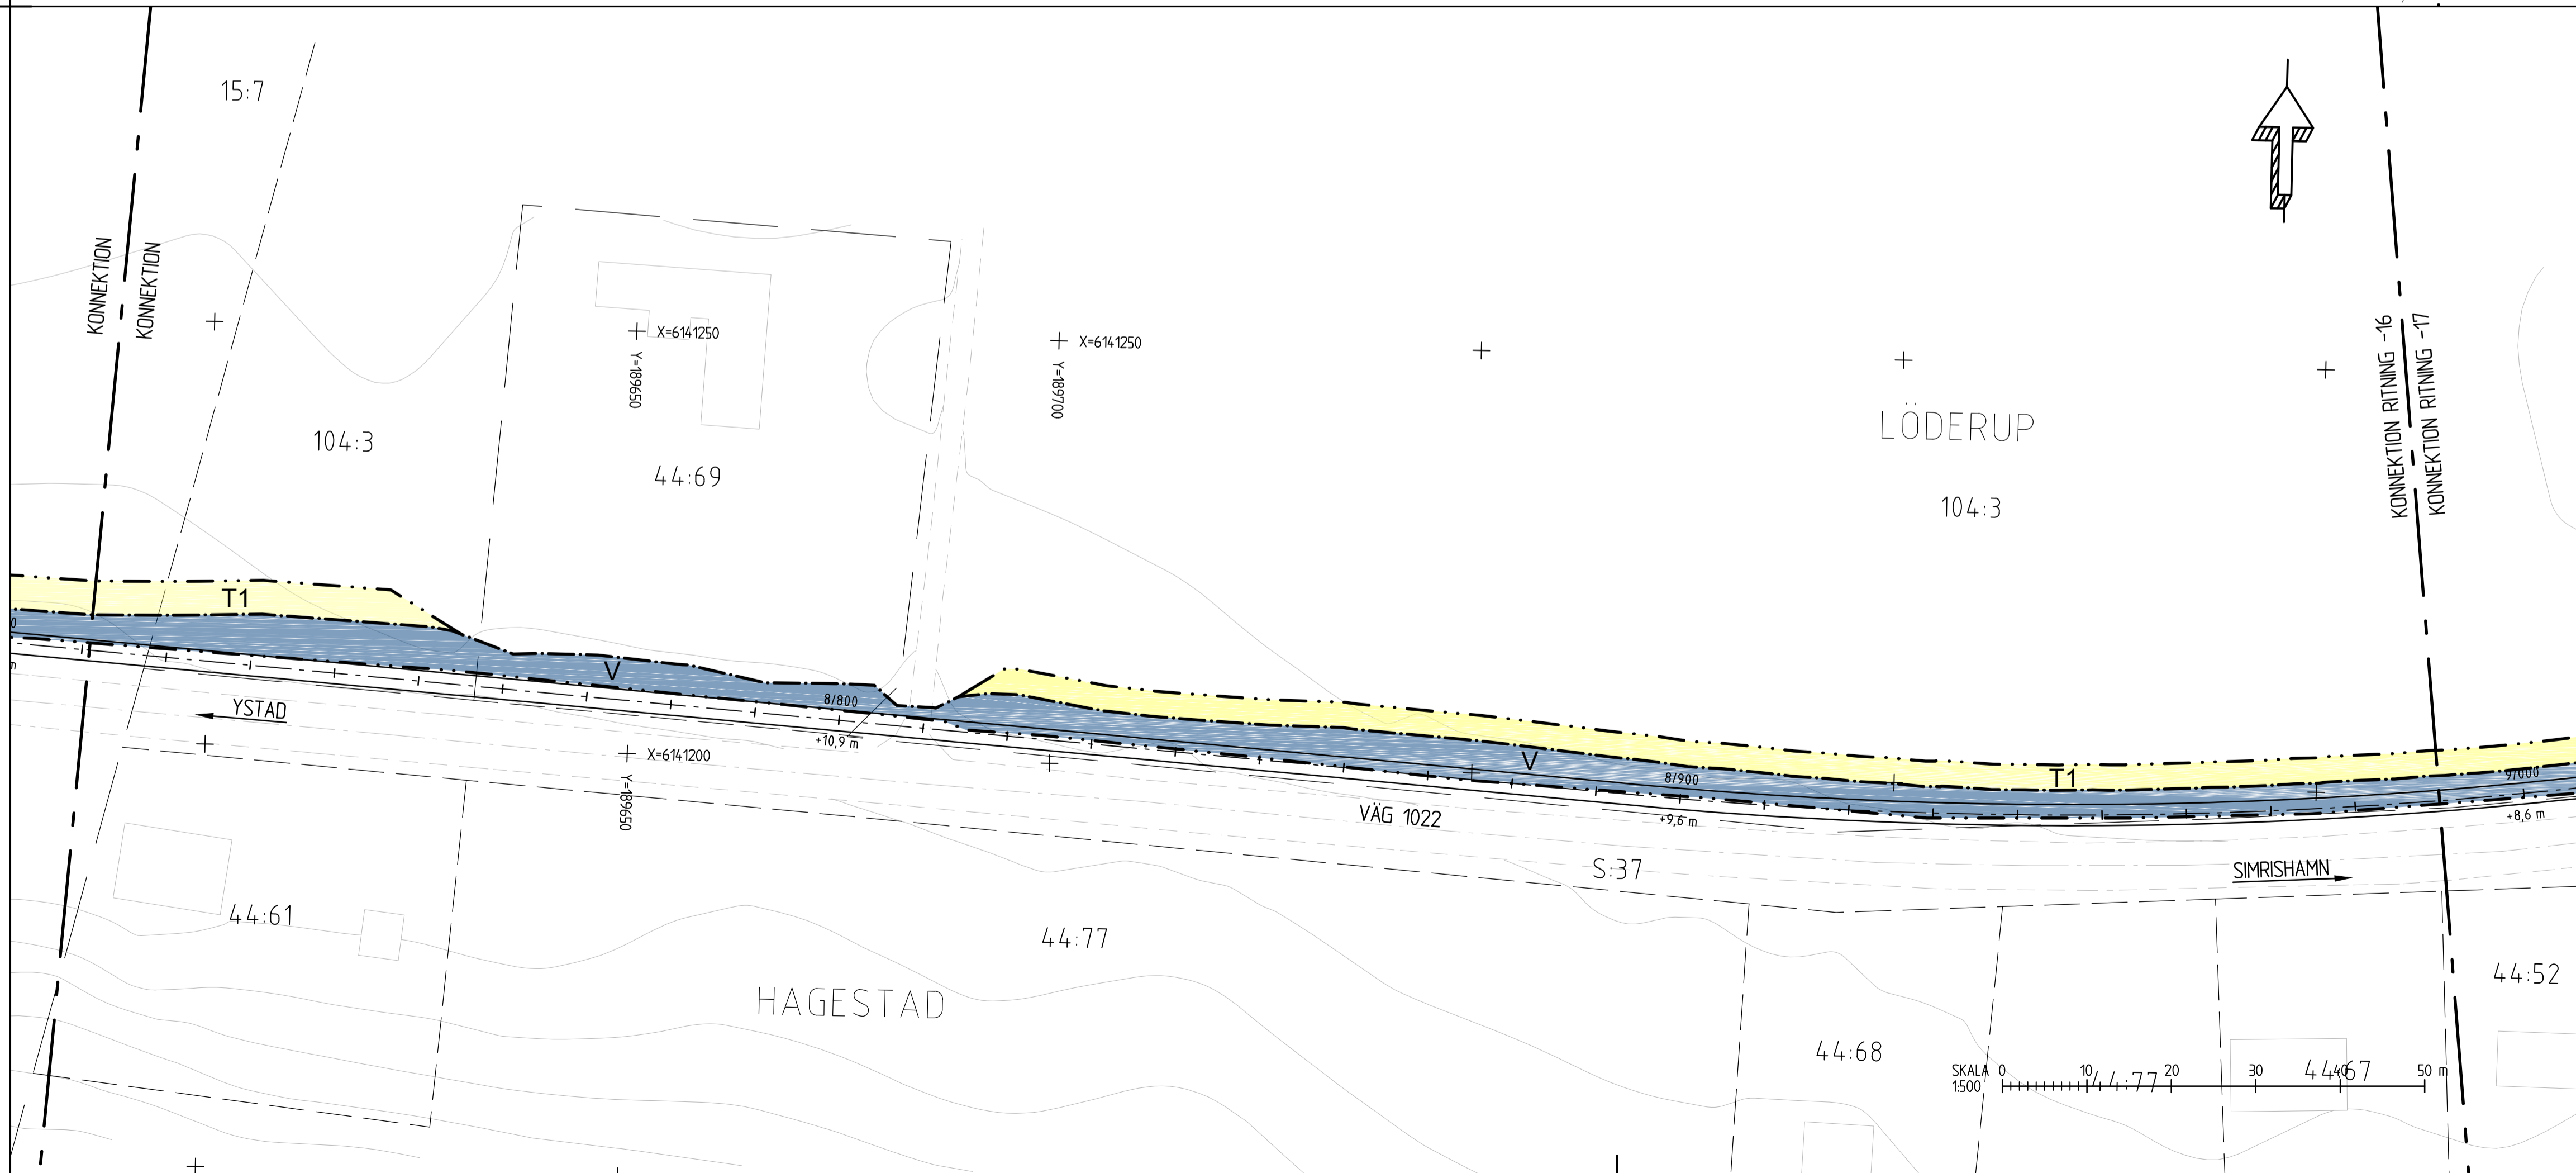 15:7
KONNEKTION
KONNEKTION
X=6141250
Y=189650
X=6141250
Y=189700
KONNEKTION RITNING -16
KONNEKTION RITNING -17
LÖDERUP
104:3
44:69
104:3
T1
V
8/800
+10,9 m
YSTAD
X=6141200
Y=189650
V
8/900
T1
9/000
VÄG 1022
+9,6 m
+8,6 m
S:37
SIMRISHAMN
44:61
44:77
44:52
HAGESTAD
44:68
SKALA
1:500
0 10 20 30 40 50 m
44:77
44:67